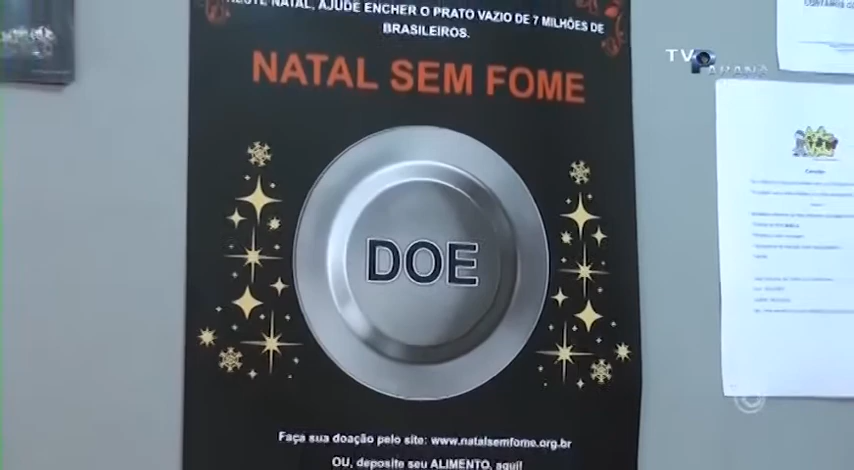 NATAL, AJUDE ENCHER O PRATO VAZIO DE 7 MILHÕES DE
BRASILEIROS.
NATAL SEM FOME
TV PARANÁ
DOE
Faça sua doação pelo site: www.natalsemfome.org.br
OU, deposite seu ALIMENTO, aqui!